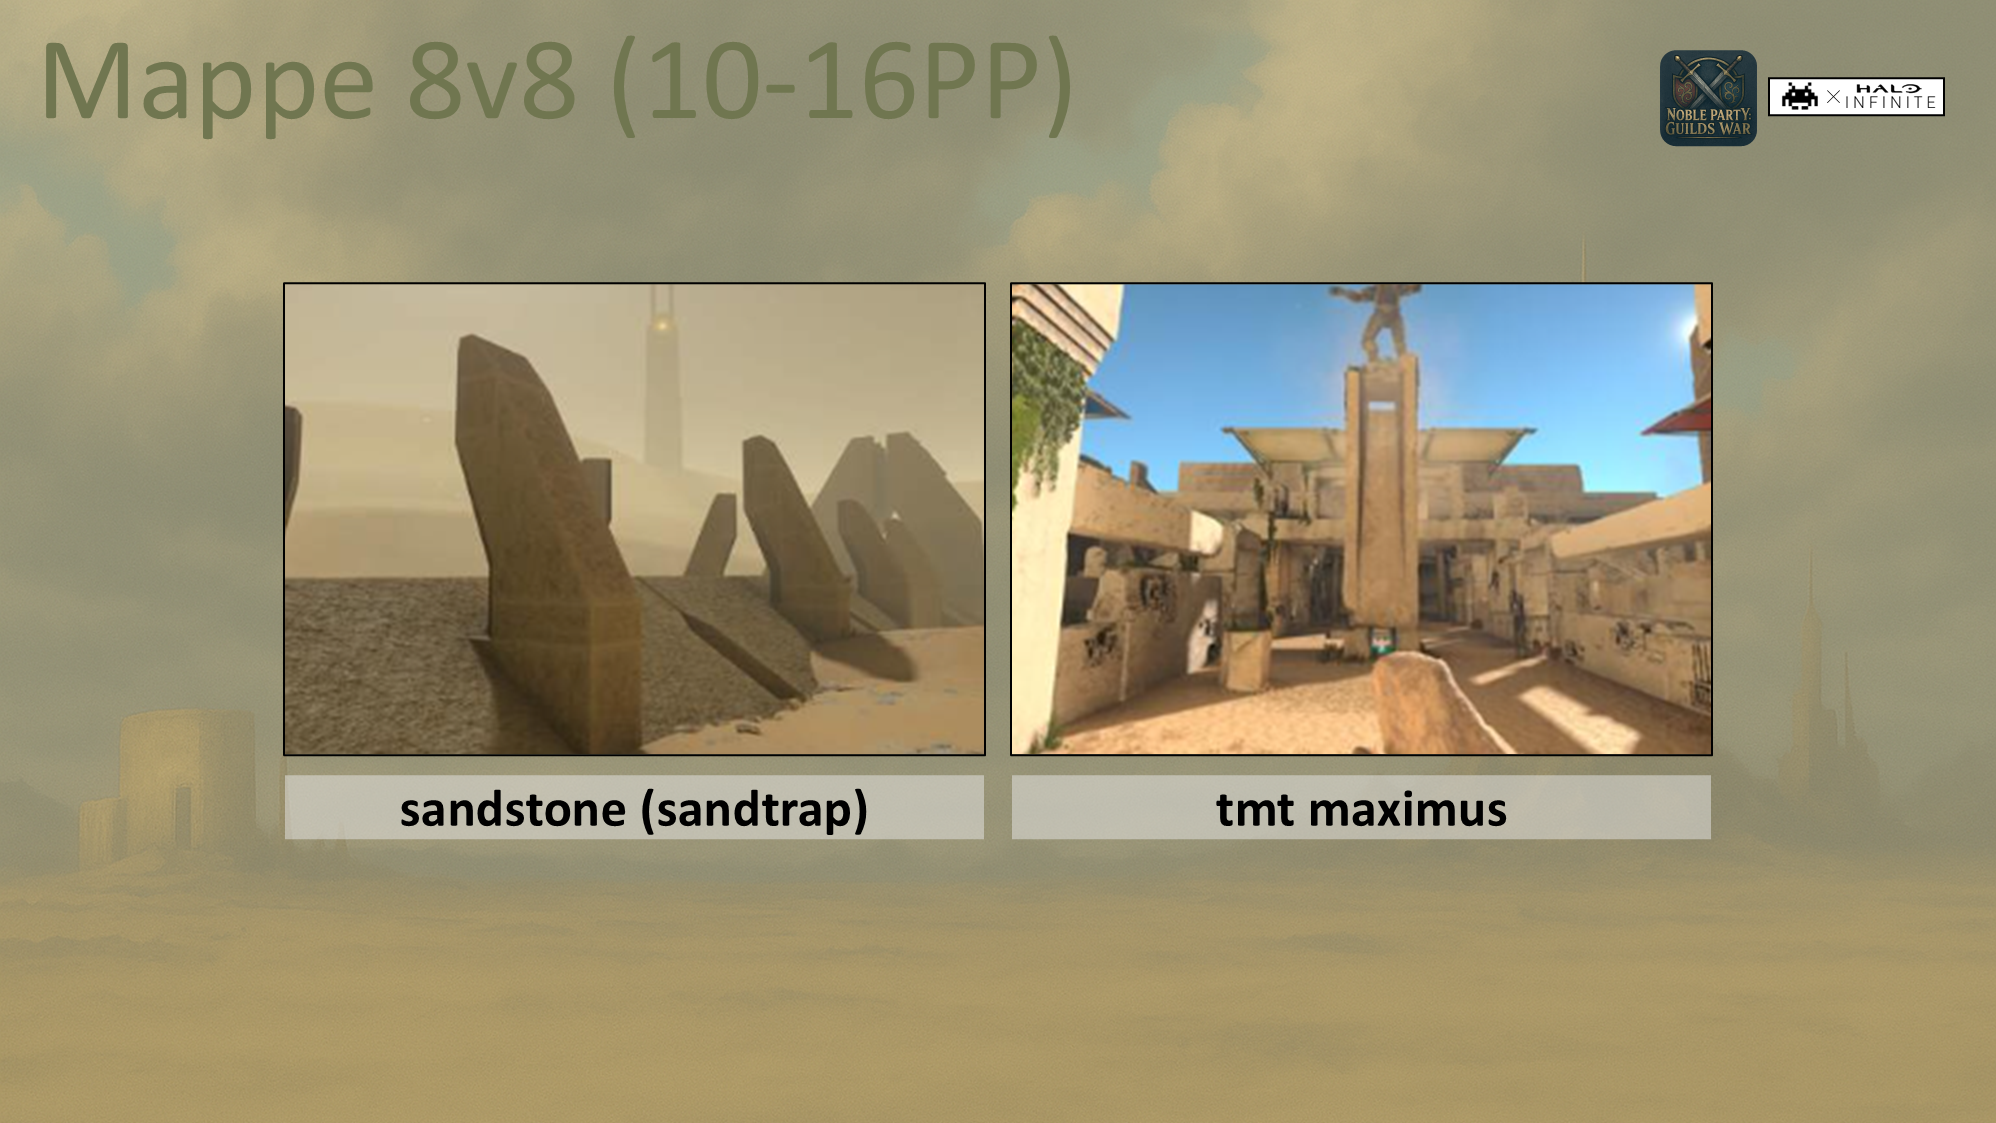 Mappe 8v8 (10-16PP)
NOBLE PARTY:
GUILDS WAR
× HALO
INFINITE
sandstone (sandtrap)
tmt maximus